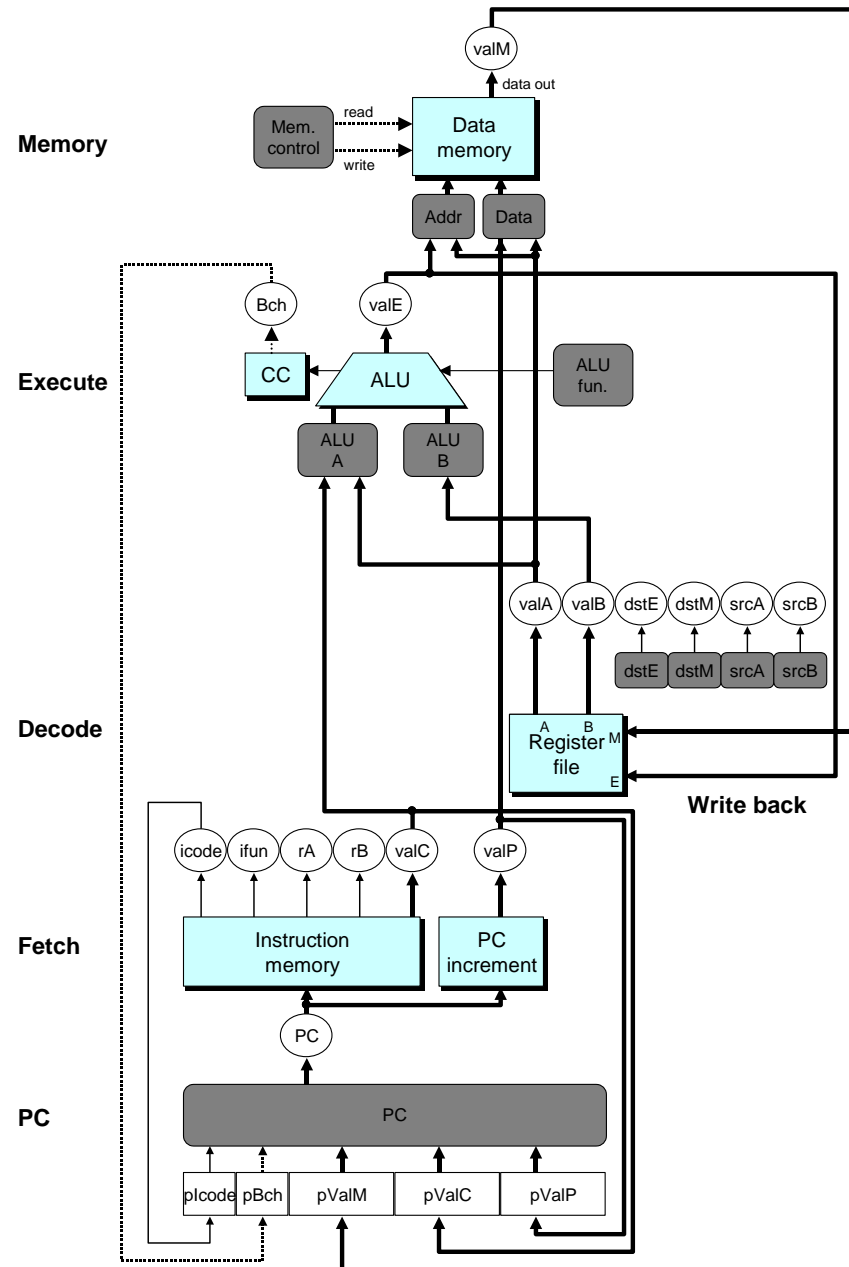 valM
data out
Memory
Mem.
control
read
write
Data
memory
Addr
Data
Bch
valE
Execute
CC
ALU
ALU
fun.
ALU
A
ALU
B
valA
valB
dstE
dstM
srcA
srcB
dstE
dstM
srcA
srcB
Decode
A
B
M
Register
file
E
Write back
icode
ifun
rA
rB
valC
valP
Fetch
Instruction
memory
PC
increment
PC
PC
PC
pIcode
pBch
pValM
pValC
pValP